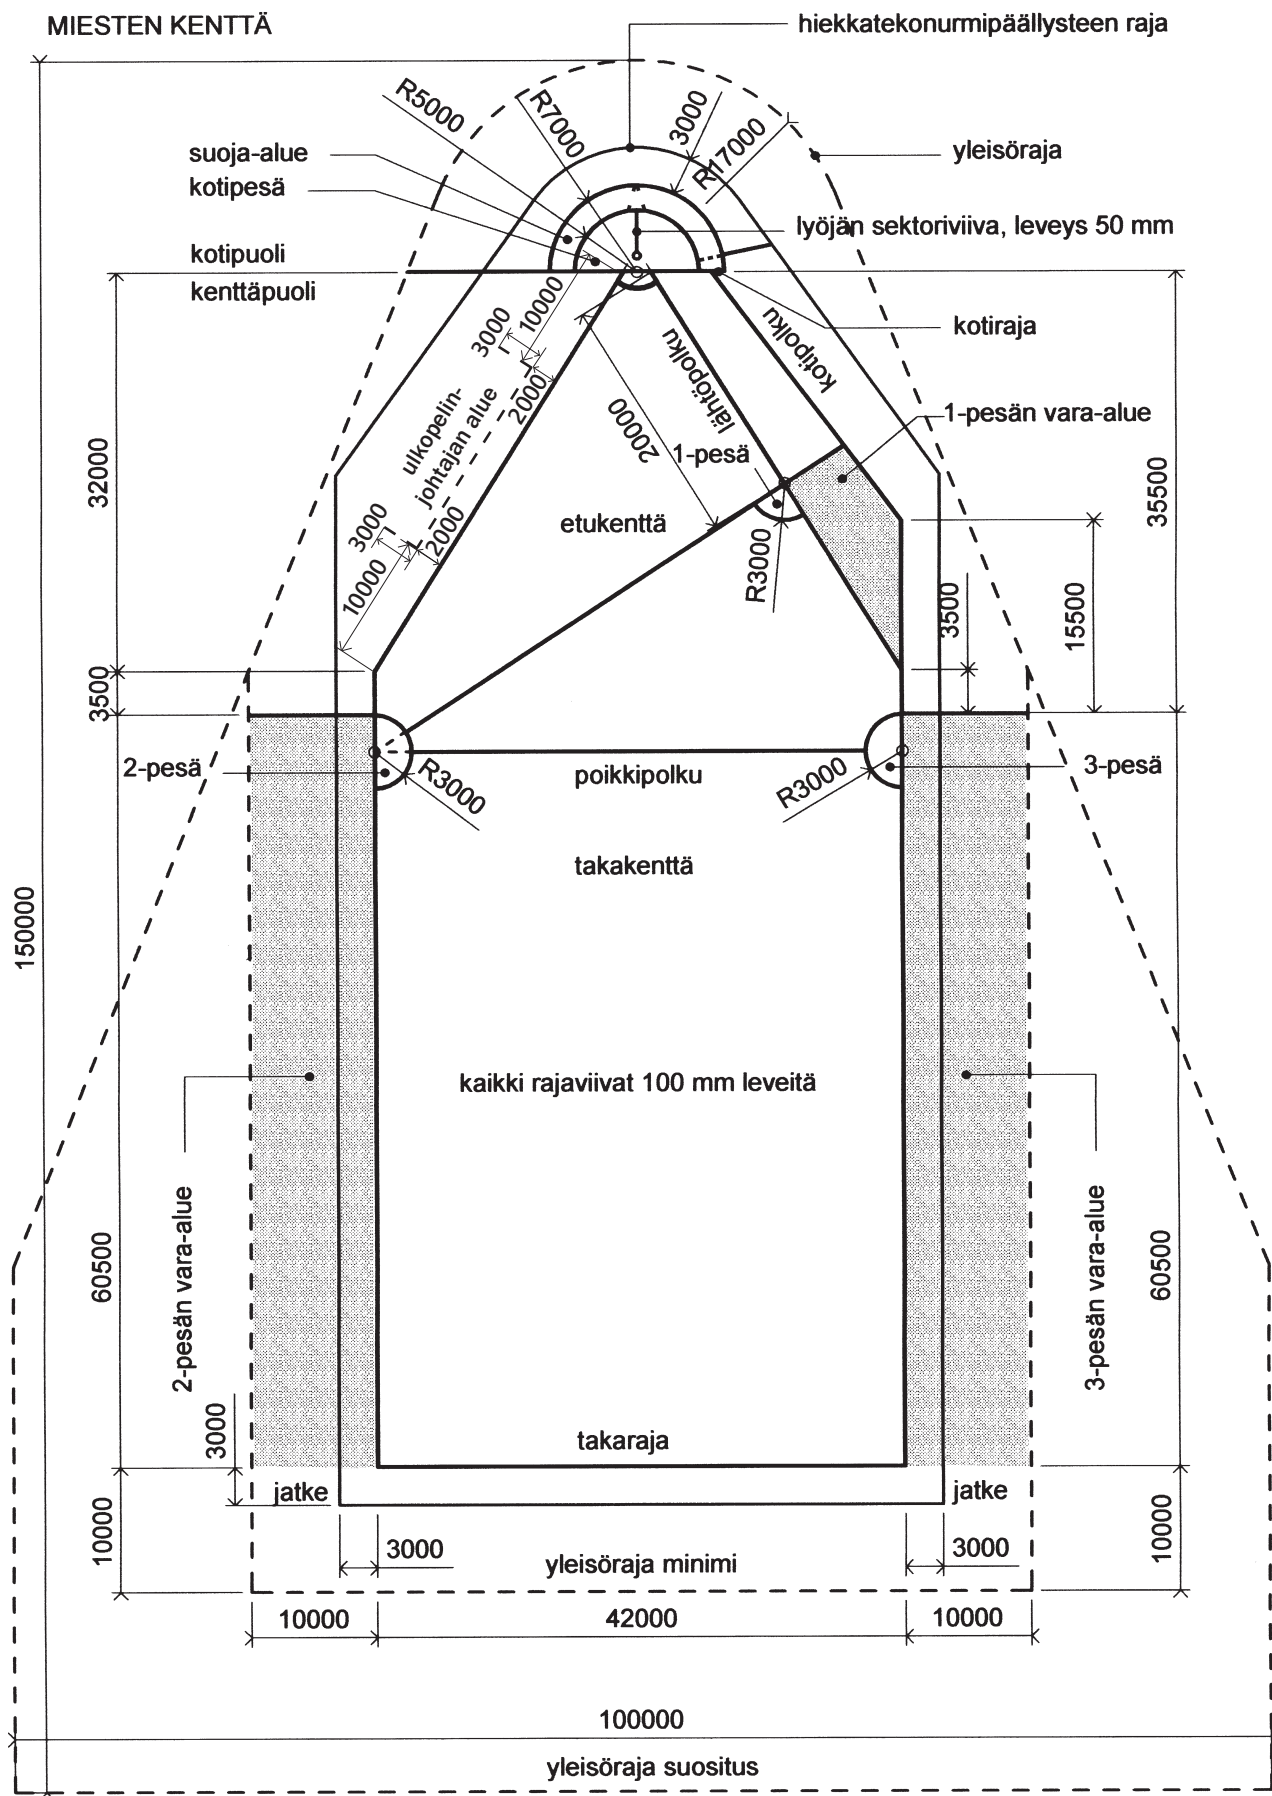 MIESTEN KENTTÄ
hiekkatekonurmipäällysteen raja
R5000
R7000
3000
R17000
suoja-alue
kotipesä
yleisöraja
lyöjän sektoriviiva, leveys 50 mm
kotipuoli
kenttäpuoli
kotiraja
10000
3000
2000
kotipolku
lähtöpolku
20000
1-pesän vara-alue
1-pesä
ulkopelin-
johtajan alue
32000
35500
etukenttä
3000
2000
10000
R3000
3500
15500
3500
2-pesä
R3000
poikkipolku
R3000
3-pesä
takakenttä
150000
kaikki rajaviivat 100 mm leveitä
2-pesän vara-alue
3-pesän vara-alue
60500
60500
3000
takaraja
jatke
jatke
10000
10000
3000
yleisöraja minimi
3000
10000
42000
10000
100000
yleisöraja suositus